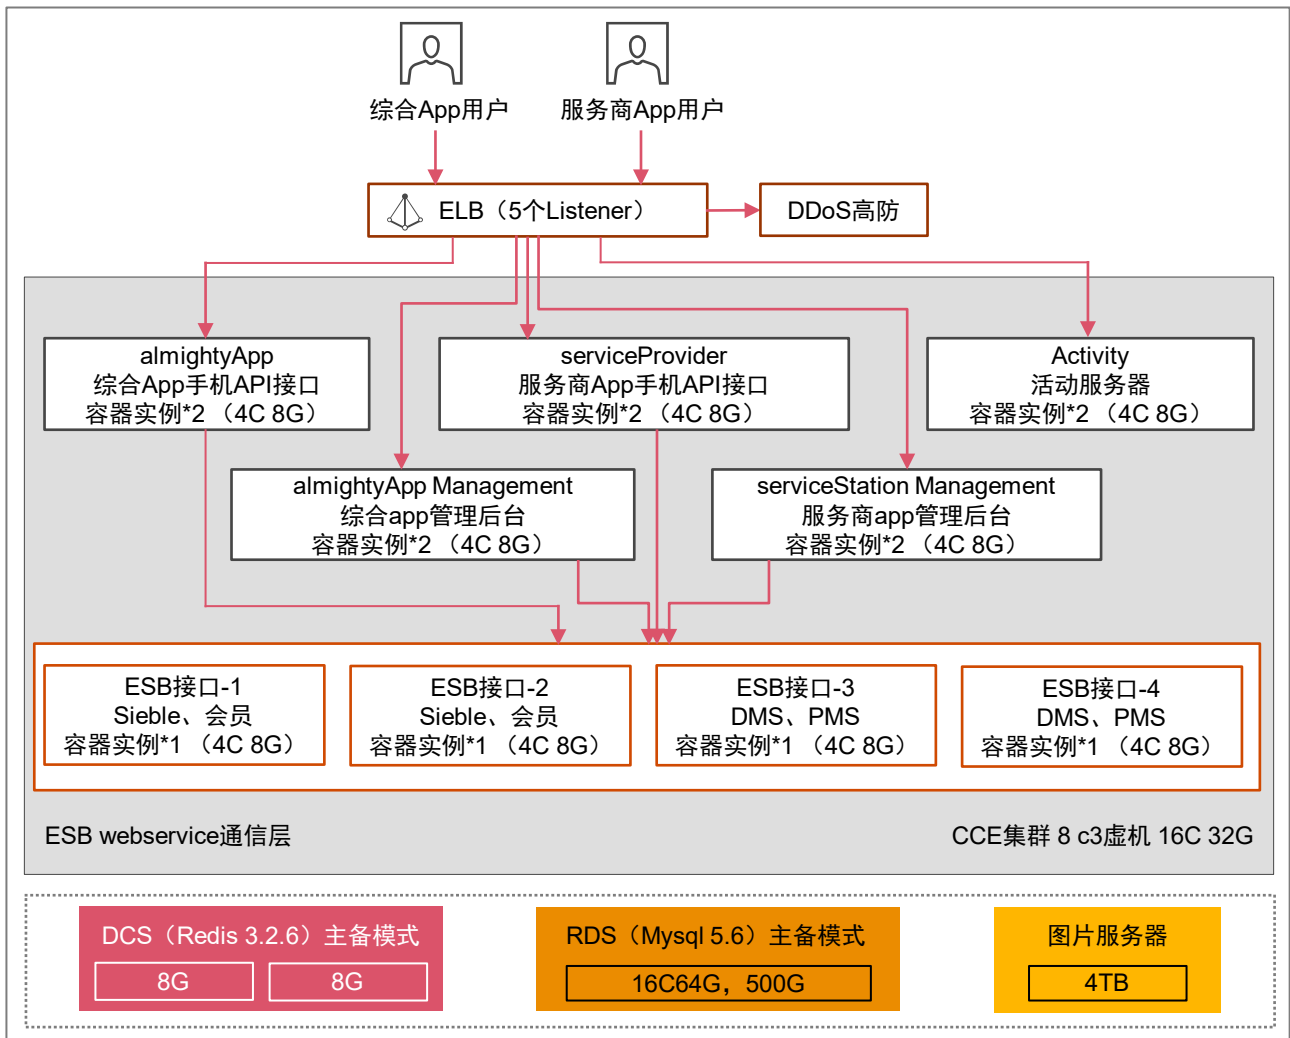 综合App用户
服务商App用户
ELB（5个Listener）
DDoS高防
almightyApp
综合App手机API接口
容器实例*2 （4C 8G）
serviceProvider
服务商App手机API接口
容器实例*2 （4C 8G）
Activity
活动服务器
容器实例*2 （4C 8G）
almightyApp Management
综合app管理后台
容器实例*2 （4C 8G）
serviceStation Management
服务商app管理后台
容器实例*2 （4C 8G）
ESB接口-1
Sieble、会员
容器实例*1 （4C 8G）
ESB接口-2
Sieble、会员
容器实例*1 （4C 8G）
ESB接口-3
DMS、PMS
容器实例*1 （4C 8G）
ESB接口-4
DMS、PMS
容器实例*1 （4C 8G）
ESB webservice通信层
CCE集群 8 c3虚机 16C 32G
DCS（Redis 3.2.6）主备模式
8G
8G
RDS（Mysql 5.6）主备模式
16C64G，500G
图片服务器
4TB